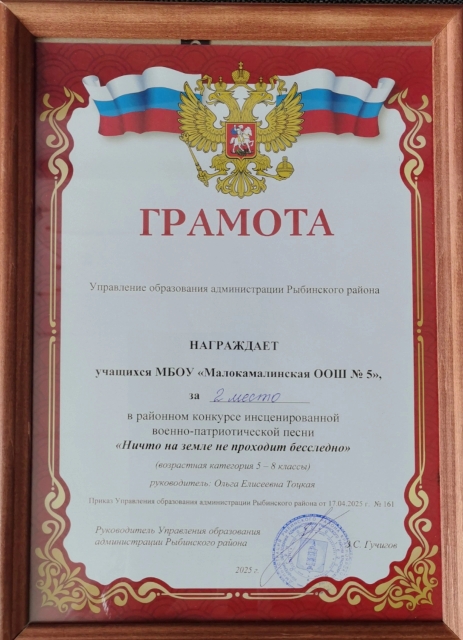 ГРАМОТА
Управление образования администрации Рыбинского района
НАГРАЖДАЕТ
учащихся МБОУ «Малокамалинская ООШ № 5»,
за 2 место
в районном конкурсе инсценированной
военно-патриотической песни
«Ничто на земле не проходит бесследно»
(возрастная категория 5 – 8 классы)
руководитель: Ольга Елисеевна Тоцкая
Приказ Управления образования администрации Рыбинского района от 17.04.2025 г.. № 161
Руководитель Управления образования
администрации Рыбинского района С. Гучигов
2025 г.